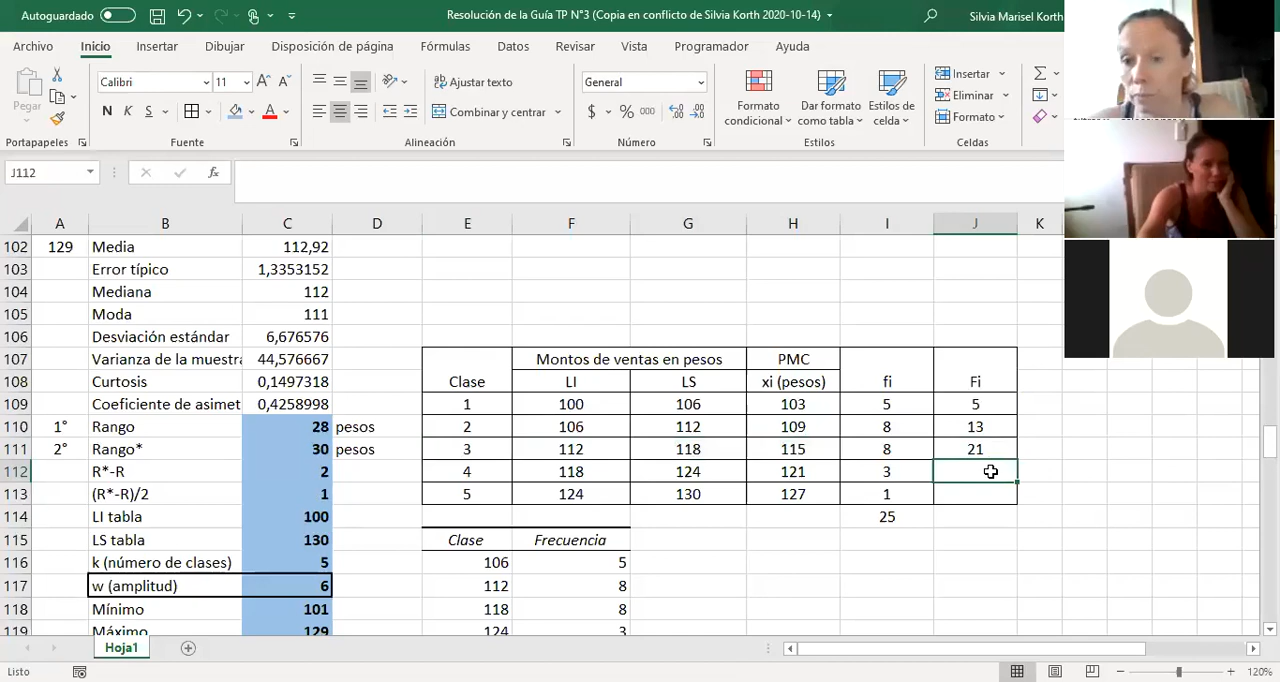 Autoguardado
Resolución de la Guía TP N°3 (Copia en conflicto de Silvia Korth 2020-10-14)
Silvia Marisel Korth
Archivo Inicio Insertar Dibujar Disposición de página Fórmulas Datos Revisar Vista Programador Ayuda
Pegar
Calibri 11
N K S
Ajustar texto
Combinar y centrar
General
$ % 000
Formato condicional
Dar formato como tabla
Estilos de celda
Insertar
Eliminar
Formato
Portapapeles Fuente Alineación Número Estilos Celdas
J112 fx
A B C D E F G H I J K
102 129 Media 112,92
103 Error típico 1,3353152
104 Mediana 112
105 Moda 111
106 Desviación estándar 6,676576
107 Varianza de la muestra 44,576667 Montos de ventas en pesos PMC
108 Curtosis 0,1497318 Clase LI LS xi (pesos) fi Fi
109 Coeficiente de asimet 0,4258998 1 100 106 103 5 5
110 1° Rango 28 pesos 2 106 112 109 8 13
111 2° Rango* 30 pesos 3 112 118 115 8 21
112 R*-R 2 4 118 124 121 3
113 (R*-R)/2 1 5 124 130 127 1
114 LI tabla 100 25
115 LS tabla 130 Clase Frecuencia
116 k (número de clases) 5 106 5
117 w (amplitud) 6 112 8
118 Mínimo 101 118 8
119 Máximo 129 124 3
Hoja1
Listo
120%